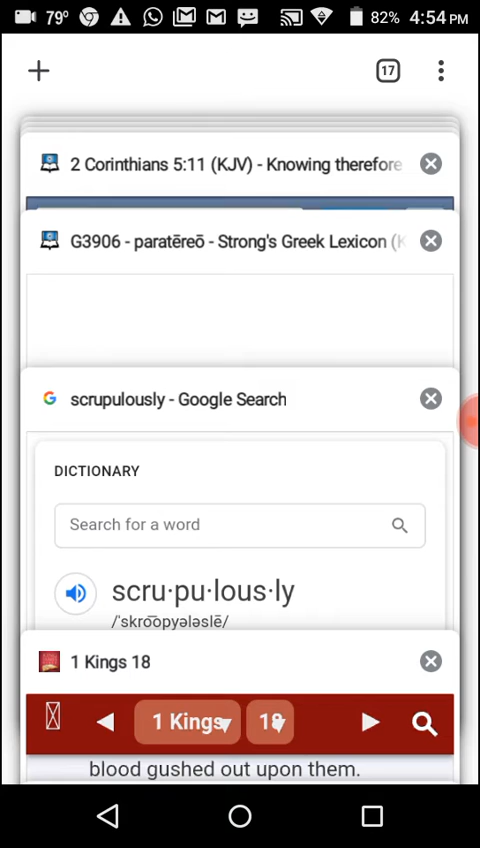 79° 82% 4:54 PM
17
2 Corinthians 5:11 (KJV) - Knowing therefore
G3906 - paratēreō - Strong's Greek Lexicon (K
scrupulously - Google Search
DICTIONARY
Search for a word
scru·pu·lous·ly
/ˈskro͞opyələslē/
1 Kings 18
1 Kings 18
blood gushed out upon them.